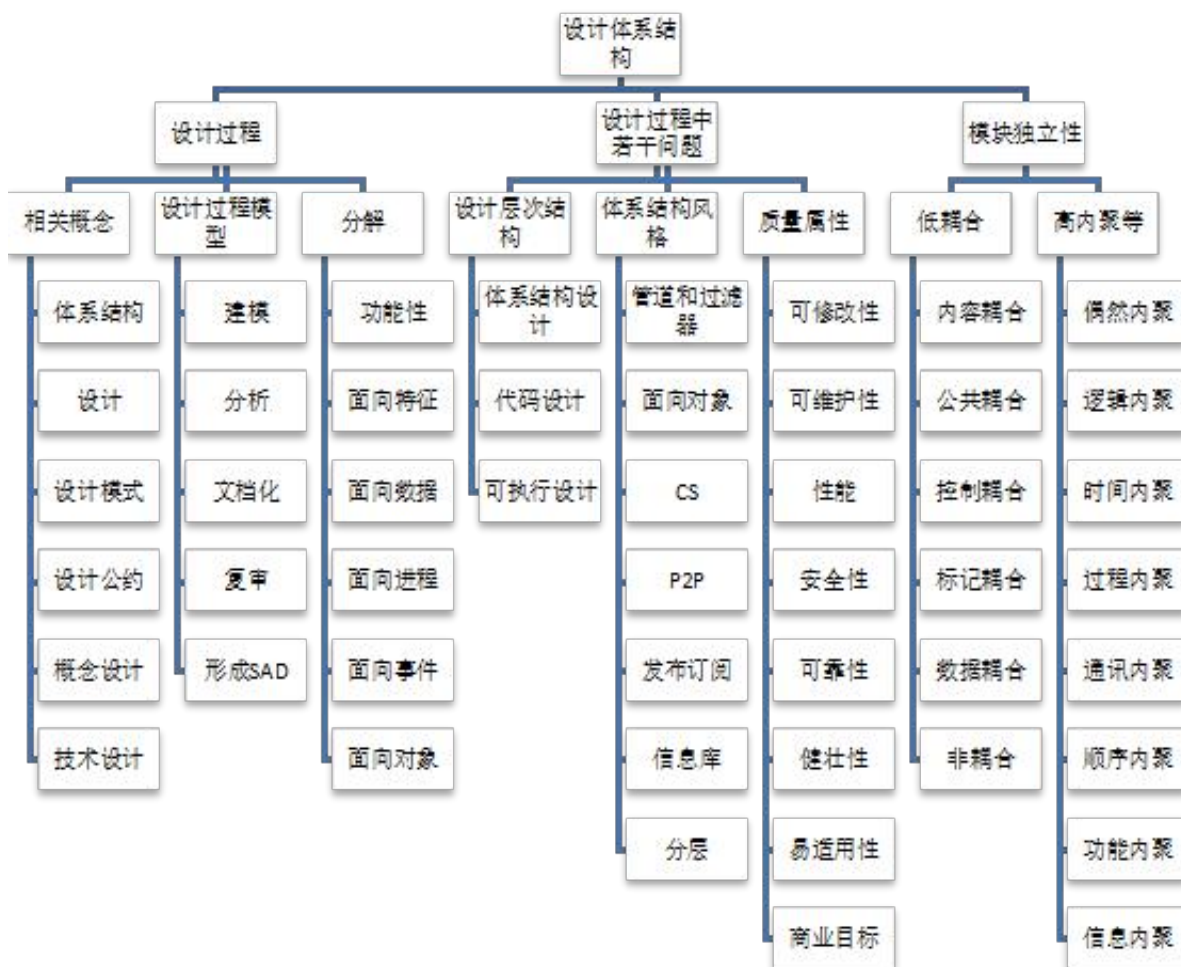 设计体系结
构
设计过程
设计过程中
若干问题
模块独立性
相关概念
设计过程模
型
分解
设计层次结
构
体系结构风
格
质量属性
低耦合
高内聚等
体系结构
建模
功能性
体系结构设
计
管道和过滤
器
可修改性
内容耦合
偶然内聚
设计
分析
面向特征
代码设计
面向对象
可维护性
公共耦合
逻辑内聚
设计模式
文档化
面向数据
可执行设计
CS
性能
控制耦合
时间内聚
设计公约
复审
面向进程
P2P
安全性
标记耦合
过程内聚
概念设计
形成SAD
面向事件
发布订阅
可靠性
数据耦合
通讯内聚
技术设计
面向对象
信息库
健壮性
非耦合
顺序内聚
分层
易适用性
功能内聚
商业目标
信息内聚